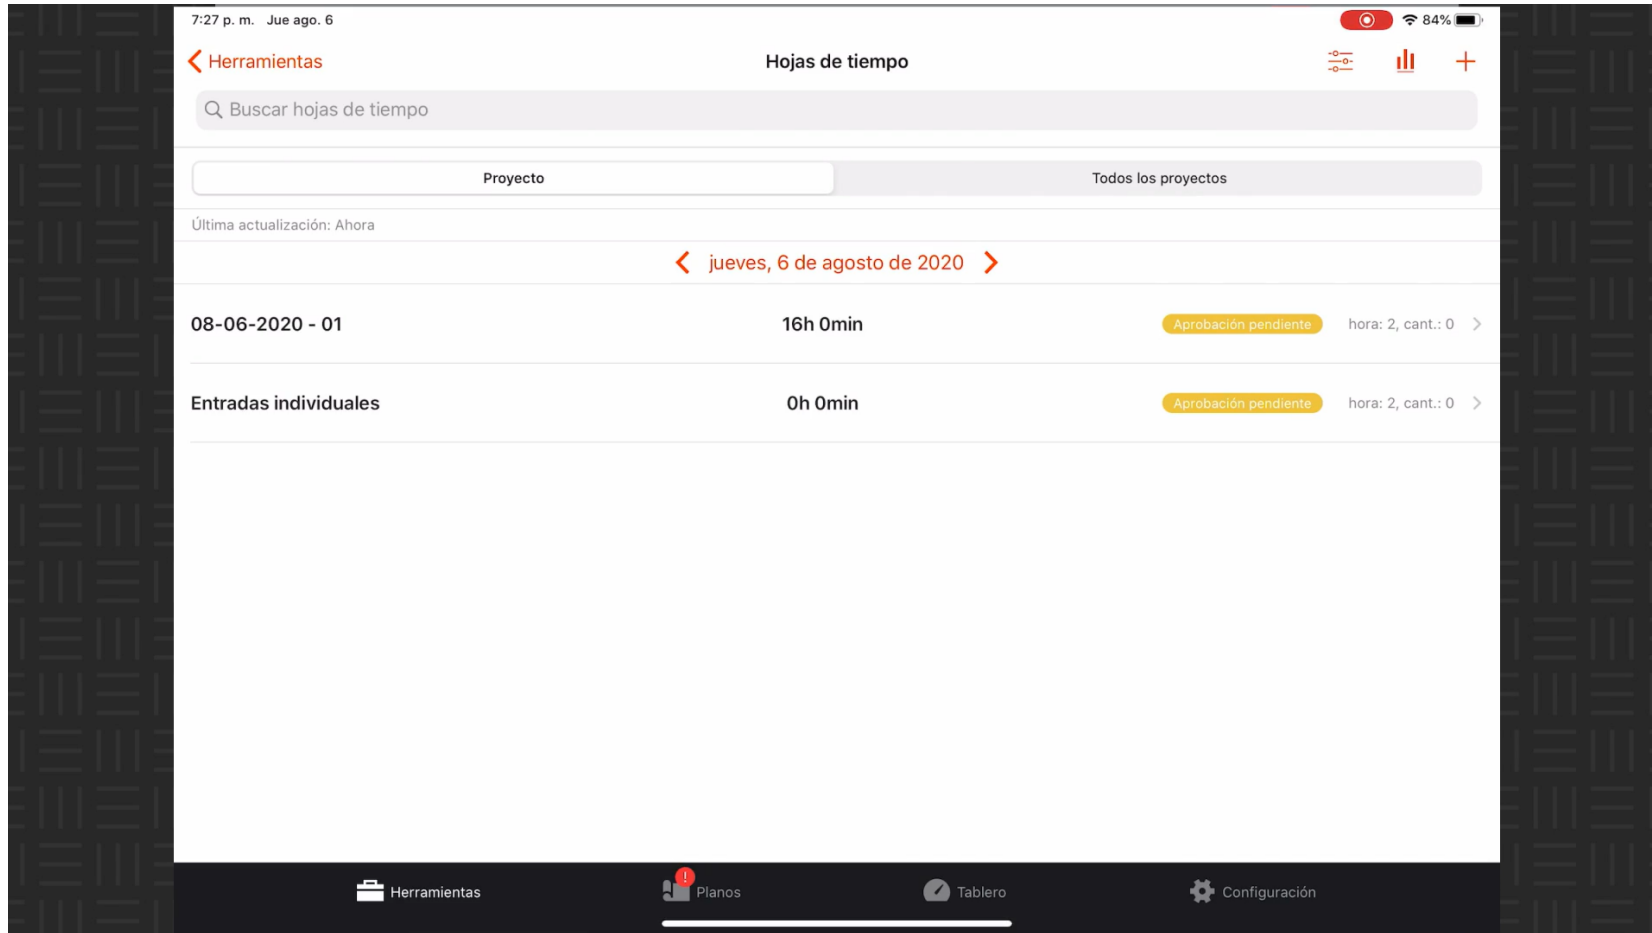 7:27 p. m. Jue ago. 6
84%
Herramientas
Hojas de tiempo
Buscar hojas de tiempo
Proyecto
Todos los proyectos
Última actualización: Ahora
jueves, 6 de agosto de 2020
08-06-2020 - 01
16h 0min
Aprobación pendiente
hora: 2, cant.: 0
Entradas individuales
0h 0min
Aprobación pendiente
hora: 2, cant.: 0
Herramientas
!
Planos
Tablero
Configuración